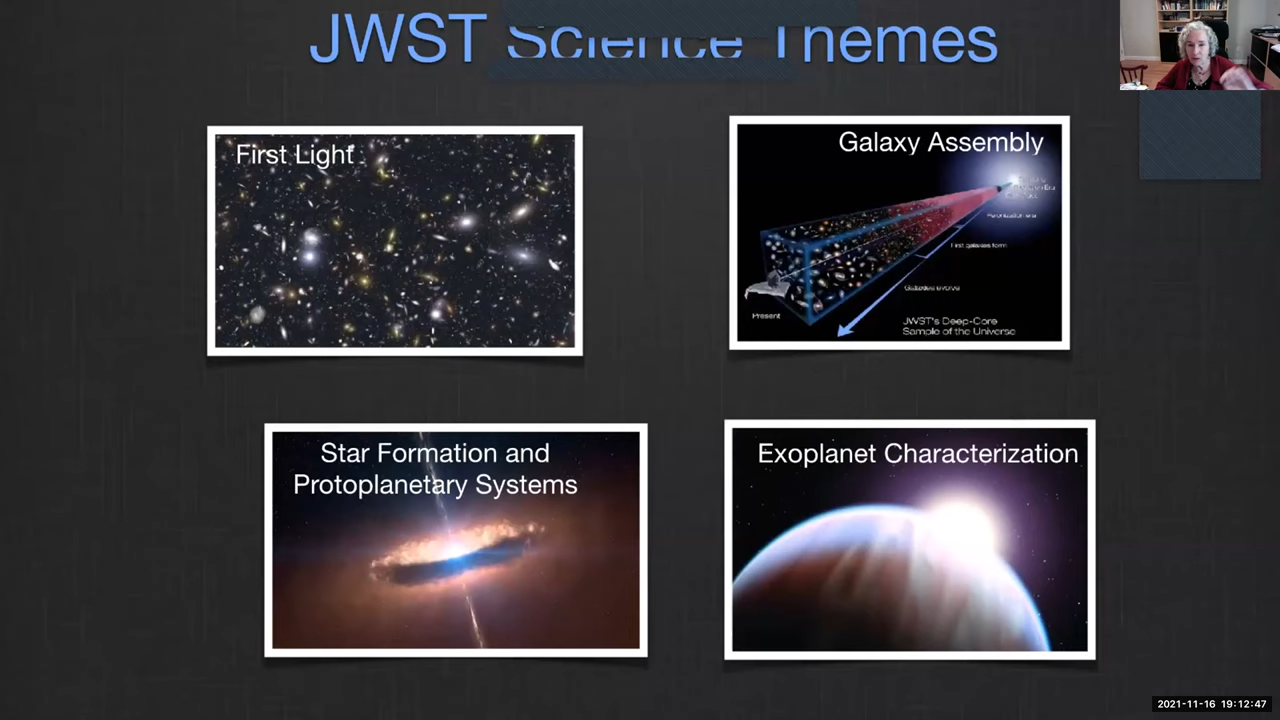 JWST Science Themes
First Light
Galaxy Assembly
First galaxies form
Galaxies evolve
Present
JWST's Deep-Core
Sample of the Universe
Star Formation and
Protoplanetary Systems
Exoplanet Characterization
2021-11-16 19:12:47